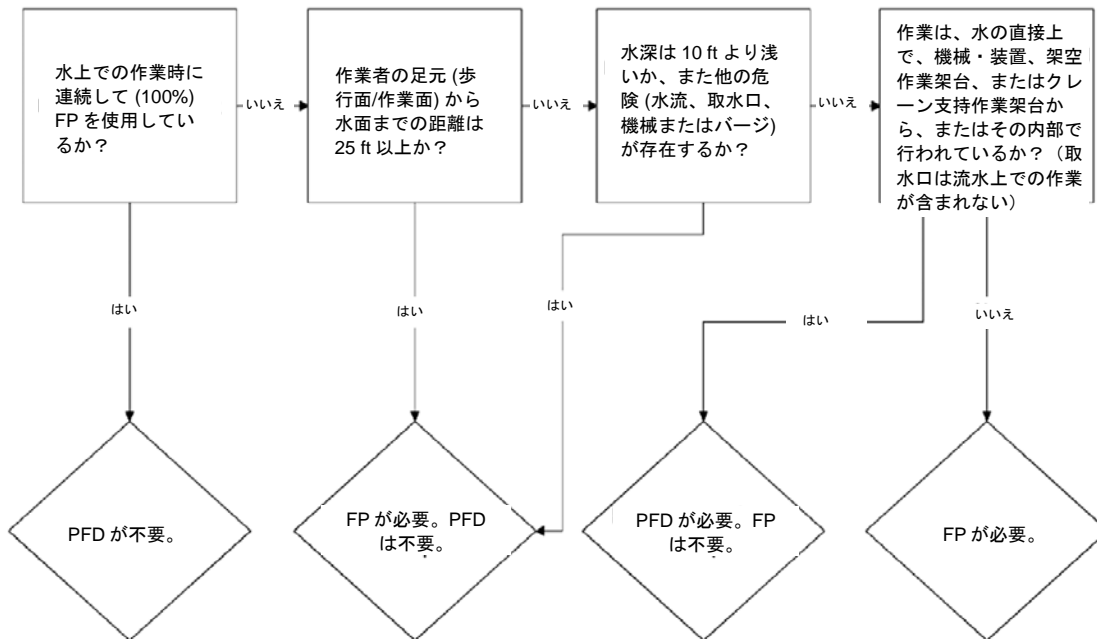 水上での作業時に
連続して (100%)
FP を使用してい
るか？
いいえ
作業者の足元 (歩
行面/作業面) から
水面までの距離は
25 ft 以上か？
いいえ
水深は 10 ft より浅
いか、また他の危
険 (水流、取水口、
機械またはバージ)
が存在するか？
いいえ
作業は、水の直接上
で、機械・装置、架空
作業架台、またはクレ
ーン支持作業架台か
ら、またはその内部で
行われているか？（取
水口は流水上での作業
が含まれない）
はい
はい
はい
はい
いいえ
PFD が不要。
FP が必要。PFD
は不要。
PFD が必要。FP
は不要。
FP が必要。